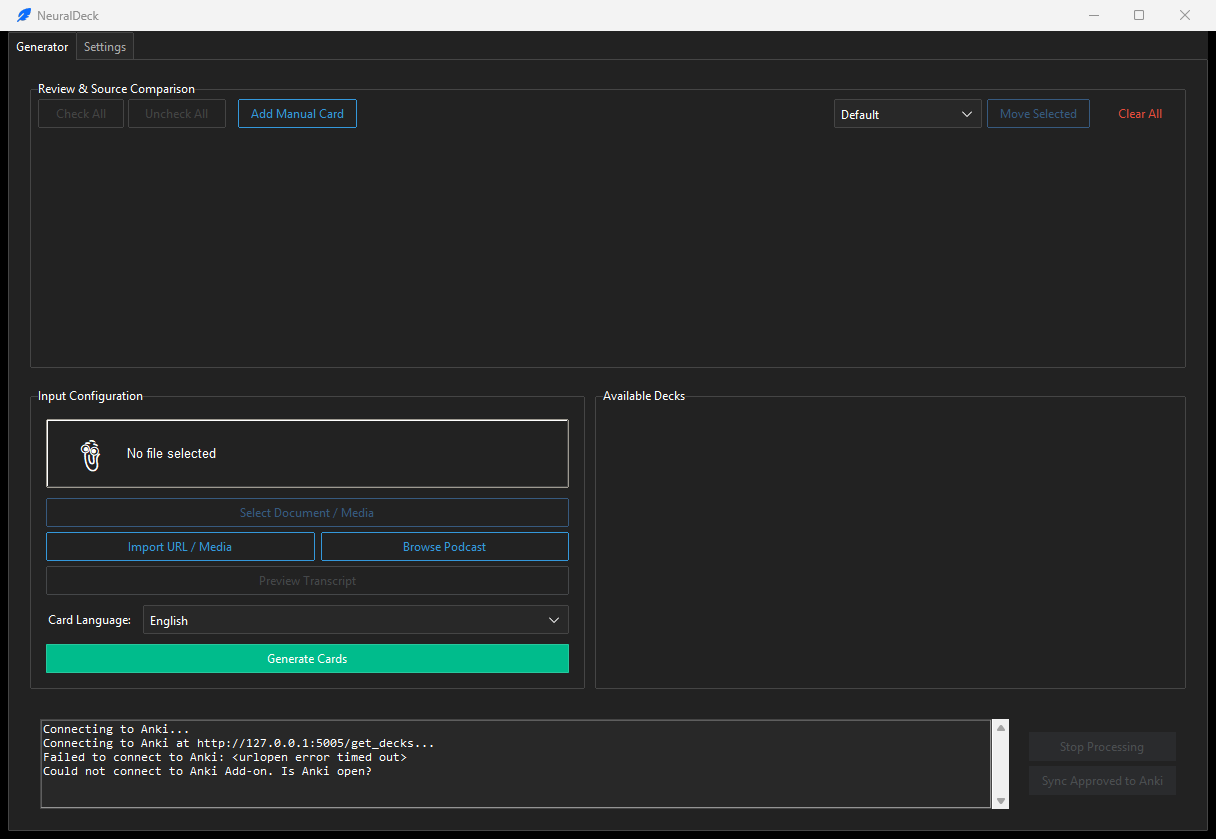 NeuralDeck
Generator Settings
Review & Source Comparison
Check All Uncheck All Add Manual Card Default Move Selected Clear All
Input Configuration
No file selected
Select Document / Media
Import URL / Media Browse Podcast
Preview Transcript
Card Language: English
Generate Cards
Available Decks
Connecting to Anki...
Connecting to Anki at http://127.0.0.1:5005/get_decks...
Failed to connect to Anki: <urlopen error timed out>
Could not connect to Anki Add-on. Is Anki open?
Stop Processing
Sync Approved to Anki